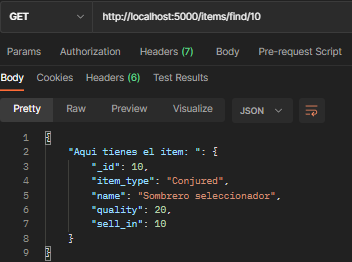 GET http://localhost:5000/items/find/10
Params Authorization Headers (7) Body Pre-request Script
Body Cookies Headers (6) Test Results
Pretty Raw Preview Visualize JSON
1 {
2 "Aqui tienes el item: ": {
3 "_id": 10,
4 "item_type": "Conjured",
5 "name": "Sombrero seleccionador",
6 "quality": 20,
7 "sell_in": 10
8 }
9 }